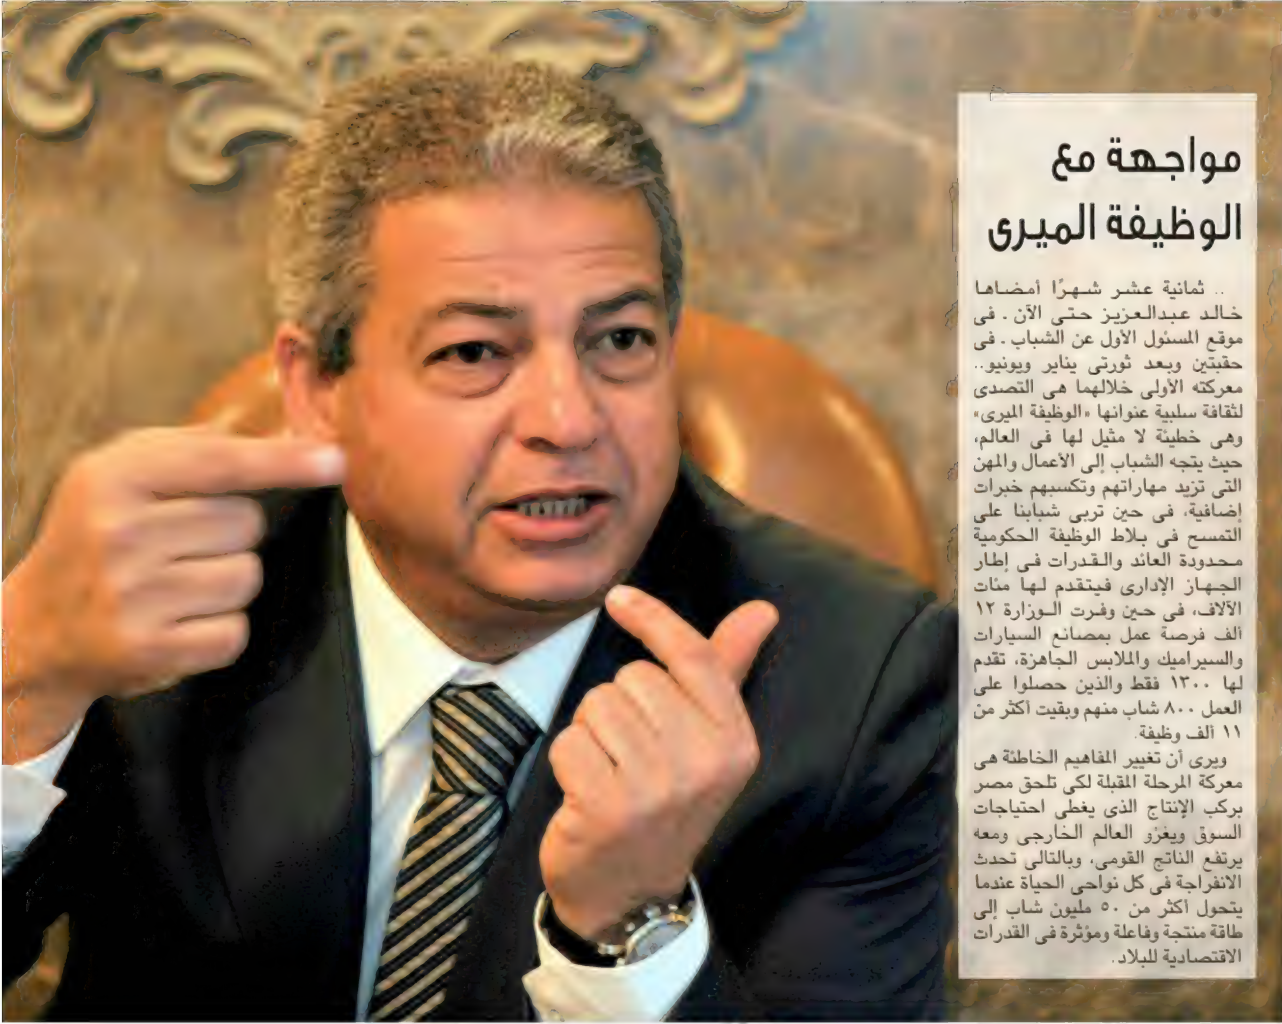 مواجهة مع
الوظيفة الميرى
.. ثمانية عشر شهرًا أمضاها
خالد عبدالعزيز حتى الآن . فى
موقع المسئول الأول عن الشباب . فى
حقبتين وبعد ثورتى يناير ويونيو..
معركته الأولى خلالهما هى التصدى
لثقافة سلبية عنوانها «الوظيفة الميرى»
وهى خطيئة لا مثيل لها فى العالم،
حيث يتجه الشباب إلى الأعمال والمهن
التى تزيد مهاراتهم وتكسبهم خبرات
إضافية، فى حين تربى شبابنا على
التمسح فى بلاط الوظيفة الحكومية
محدودة العائد والقدرات فى إطار
الجهاز الإدارى فيتقدم لها مئات
الآلاف، فى حين وفرت الوزارة ١٢
ألف فرصة عمل بمصانع السيارات
والسيراميك والملابس الجاهزة، تقدم
لها ١٣٠٠ فقط والذين حصلوا على
العمل ٨٠٠ شاب منهم وبقيت أكثر من
١١ ألف وظيفة.
ويرى أن تغيير المفاهيم الخاطئة هى
معركة المرحلة المقبلة لكى تلحق مصر
بركب الإنتاج الذى يغطى احتياجات
السوق ويغزو العالم الخارجى ومعه
يرتفع الناتج القومى، وبالتالى تحدث
الانفراجة فى كل نواحى الحياة عندما
يتحول أكثر من ٥٠ مليون شاب إلى
طاقة منتجة وفاعلة ومؤثرة فى القدرات
الاقتصادية للبلاد.